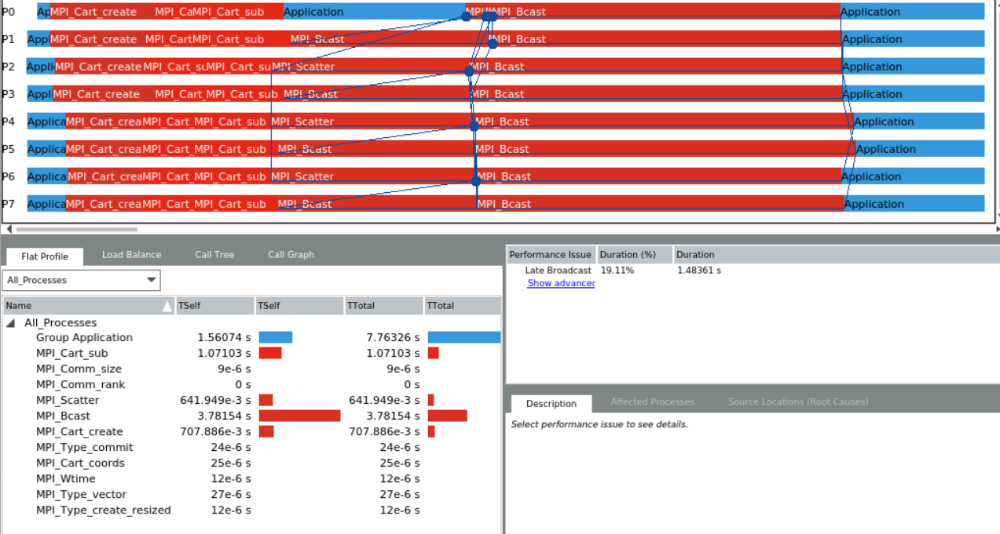 P0 Ap MPI_Cart_create MPI_Ca MPI_Cart_sub Application MPI MPI_Bcast Application
P1 Appl MPI_Cart_create MPI_Cart MPI_Cart_sub MPI_Bcast MPI_Bcast Application
P2 Appli MPI_Cart_create MPI_Cart_su MPI_Cart_su MPI_Scatter MPI_Bcast Application
P3 Appl MPI_Cart_create MPI_Cart_ MPI_Cart_sub MPI_Bcast MPI_Bcast Application
P4 Applica MPI_Cart_crea MPI_Cart_ MPI_Cart_sub MPI_Scatter MPI_Bcast Application
P5 Applica MPI_Cart_crea MPI_Cart_ MPI_Cart_sub MPI_Bcast MPI_Bcast Application
P6 Applica MPI_Cart_crea MPI_Cart_ MPI_Cart_sub MPI_Scatter MPI_Bcast Application
P7 Applica MPI_Cart_crea MPI_Cart_ MPI_Cart_sub MPI_Bcast MPI_Bcast Application
Flat Profile Load Balance Call Tree Call Graph
All_Processes
Name TSelf TSelf TTotal TTotal
All_Processes
Group Application 1.56074 s 7.76326 s
MPI_Cart_sub 1.07103 s 1.07103 s
MPI_Comm_size 9e-6 s 9e-6 s
MPI_Comm_rank 0 s 0 s
MPI_Scatter 641.949e-3 s 641.949e-3 s
MPI_Bcast 3.78154 s 3.78154 s
MPI_Cart_create 707.886e-3 s 707.886e-3 s
MPI_Type_commit 24e-6 s 24e-6 s
MPI_Cart_coords 25e-6 s 25e-6 s
MPI_Wtime 12e-6 s 12e-6 s
MPI_Type_vector 27e-6 s 27e-6 s
MPI_Type_create_resized 12e-6 s 12e-6 s
Performance Issue Duration (%) Duration
Late Broadcast 19.11% 1.48361 s
Show advanced
Description Affected Processes Source Locations (Root Causes)
Select performance issue to see details.